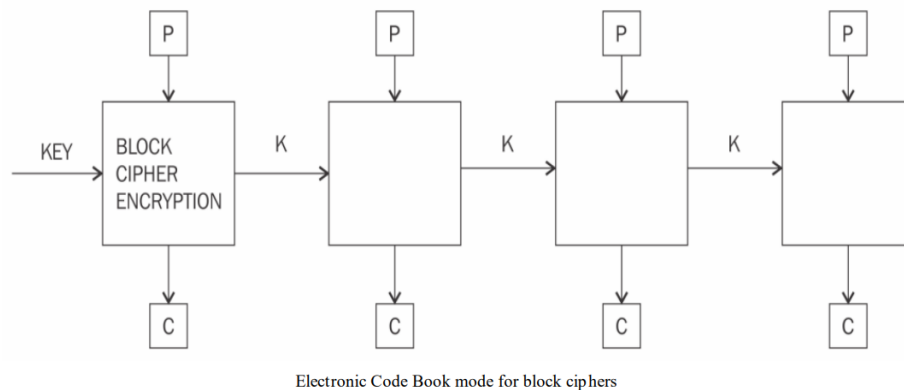 P P P P
KEY
BLOCK
CIPHER
ENCRYPTION
K K K
C C C C
Electronic Code Book mode for block ciphers